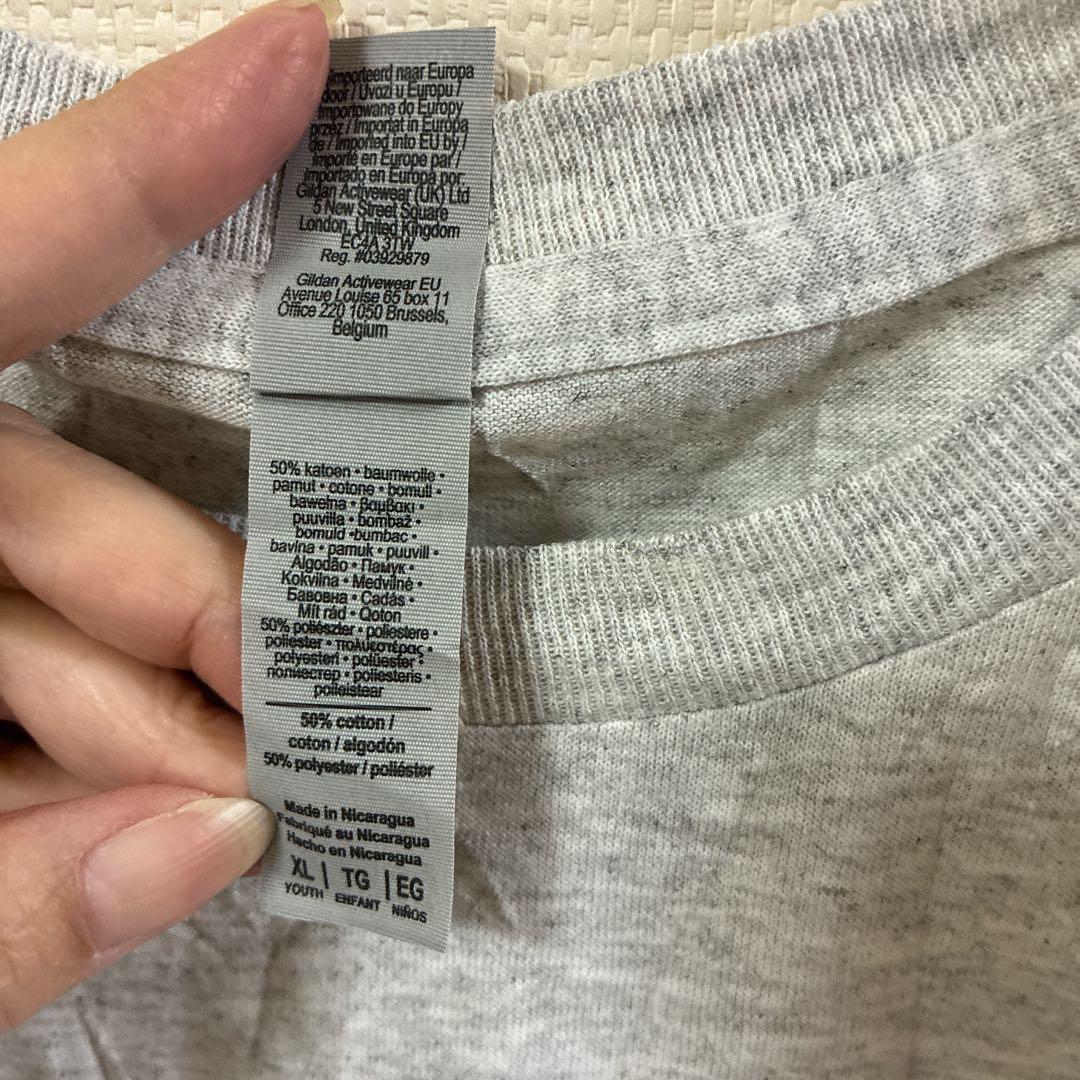 importeerd naar Europa
door / Uvozi u Europu /
Importowane do Europy
przez / Importat in Europa
de / Imported into EU by /
Importé en Europe par /
Importado en Europa por:
Gildan Activewear (UK) Ltd
5 New Street Square
London, United Kingdom
EC4A 3TW
Reg. #03929879
Gildan Activewear EU
Avenue Louise 65 box 11
Office 220 1050 Brussels,
Belgium
50% katoen • baumwolle •
pamut • cotone • bomull •
bawełna • βαμβάκι •
puuvilla • bombaž •
bomuld •bumbac •
bavlna • pamuk • puuvill •
Algodão • Памук •
Kokvilna • Medvilnė •
Бавовна • Cadás •
Mít rád • Qoton
50% poliészter • poliestere •
poliester • πολυεστέρας •
polyesteri • polüester •
полиестер • poliesteris •
poileistear
50% cotton /
coton / algodón
50% polyester / poliéster
Made in Nicaragua
Fabriqué au Nicaragua
Hecho en Nicaragua
XL | TG | EG
YOUTH ENFANT NIÑOS